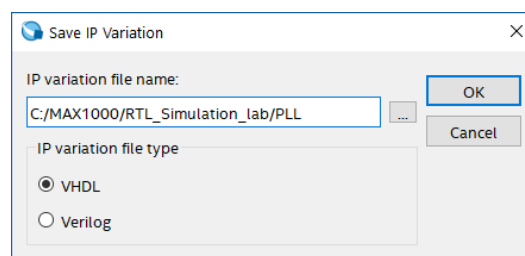 Save IP Variation
IP variation file name:
C:/MAX1000/RTL_Simulation_lab/PLL
...
OK
Cancel
IP variation file type
VHDL
Verilog